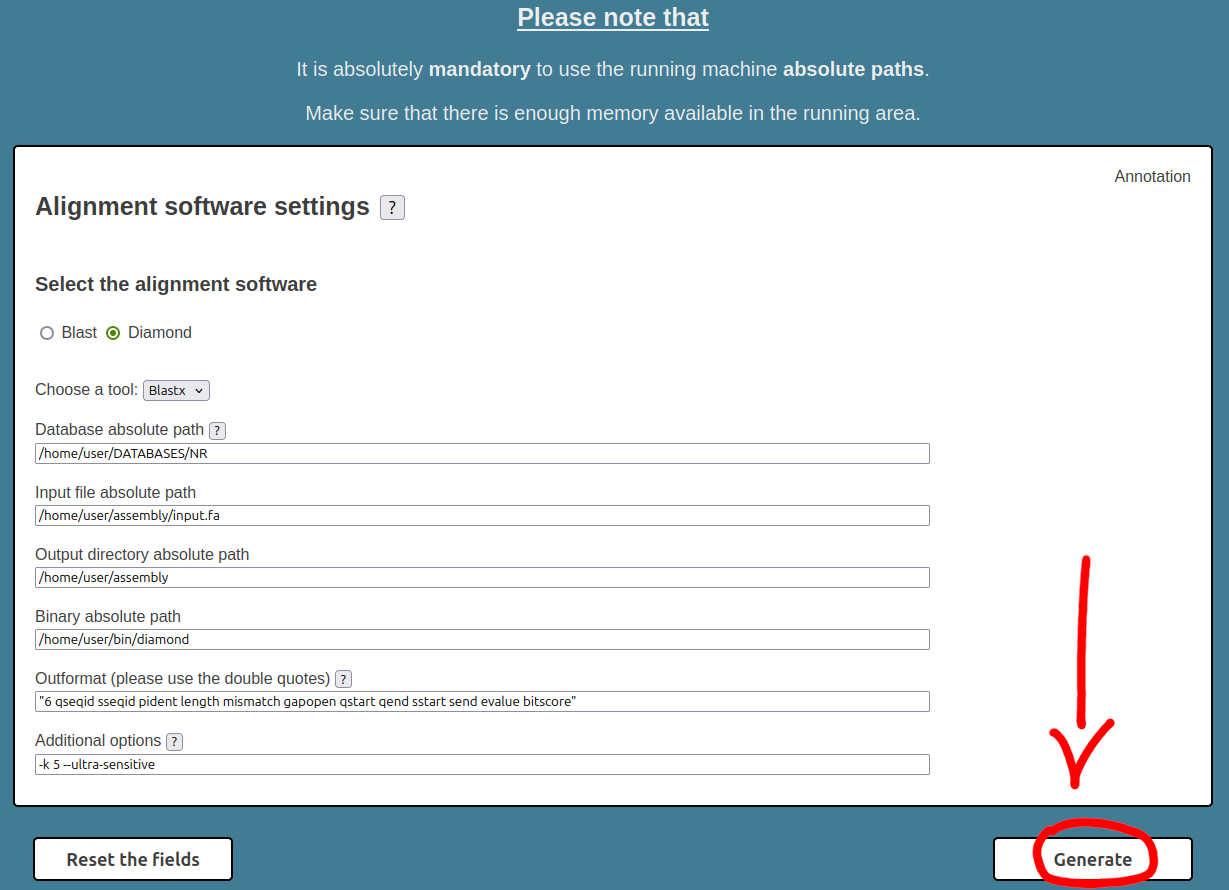 Please note that
It is absolutely mandatory to use the running machine absolute paths.
Make sure that there is enough memory available in the running area.
Annotation
Alignment software settings ?
Select the alignment software
Blast Diamond
Choose a tool: Blastx
Database absolute path ?
/home/user/DATABASES/NR
Input file absolute path
/home/user/assembly/input.fa
Output directory absolute path
/home/user/assembly
Binary absolute path
/home/user/bin/diamond
Outformat (please use the double quotes) ?
"6 qseqid sseqid pident length mismatch gapopen qstart qend sstart send evalue bitscore"
Additional options ?
-k 5 --ultra-sensitive
Reset the fields Generate